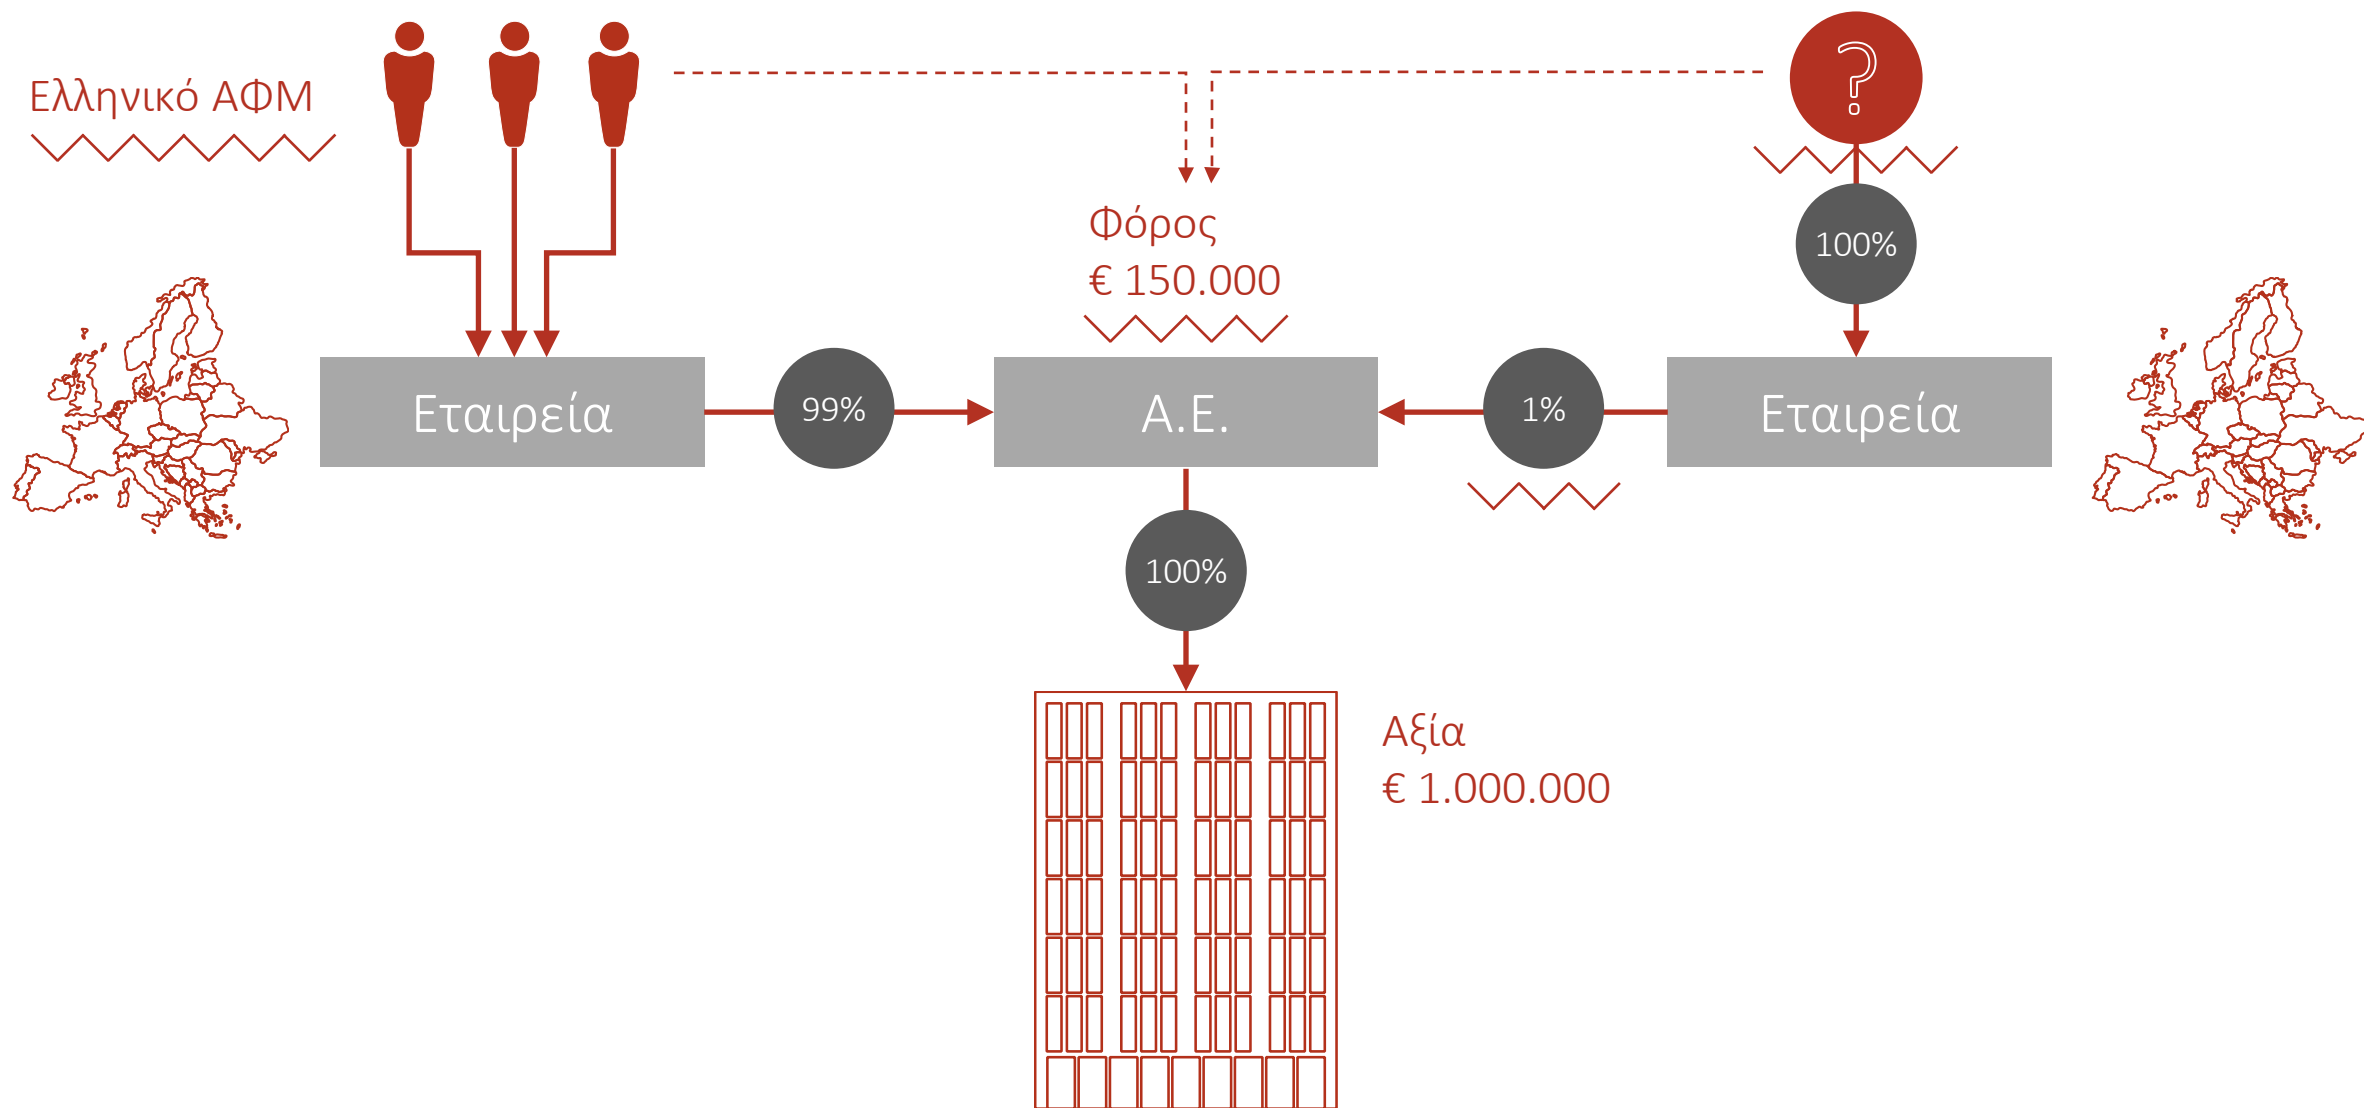 Ελληνικό ΑΦΜ
?
Φόρος
€ 150.000
100%
Εταιρεία
99%
Α.Ε.
1%
Εταιρεία
100%
Αξία
€ 1.000.000